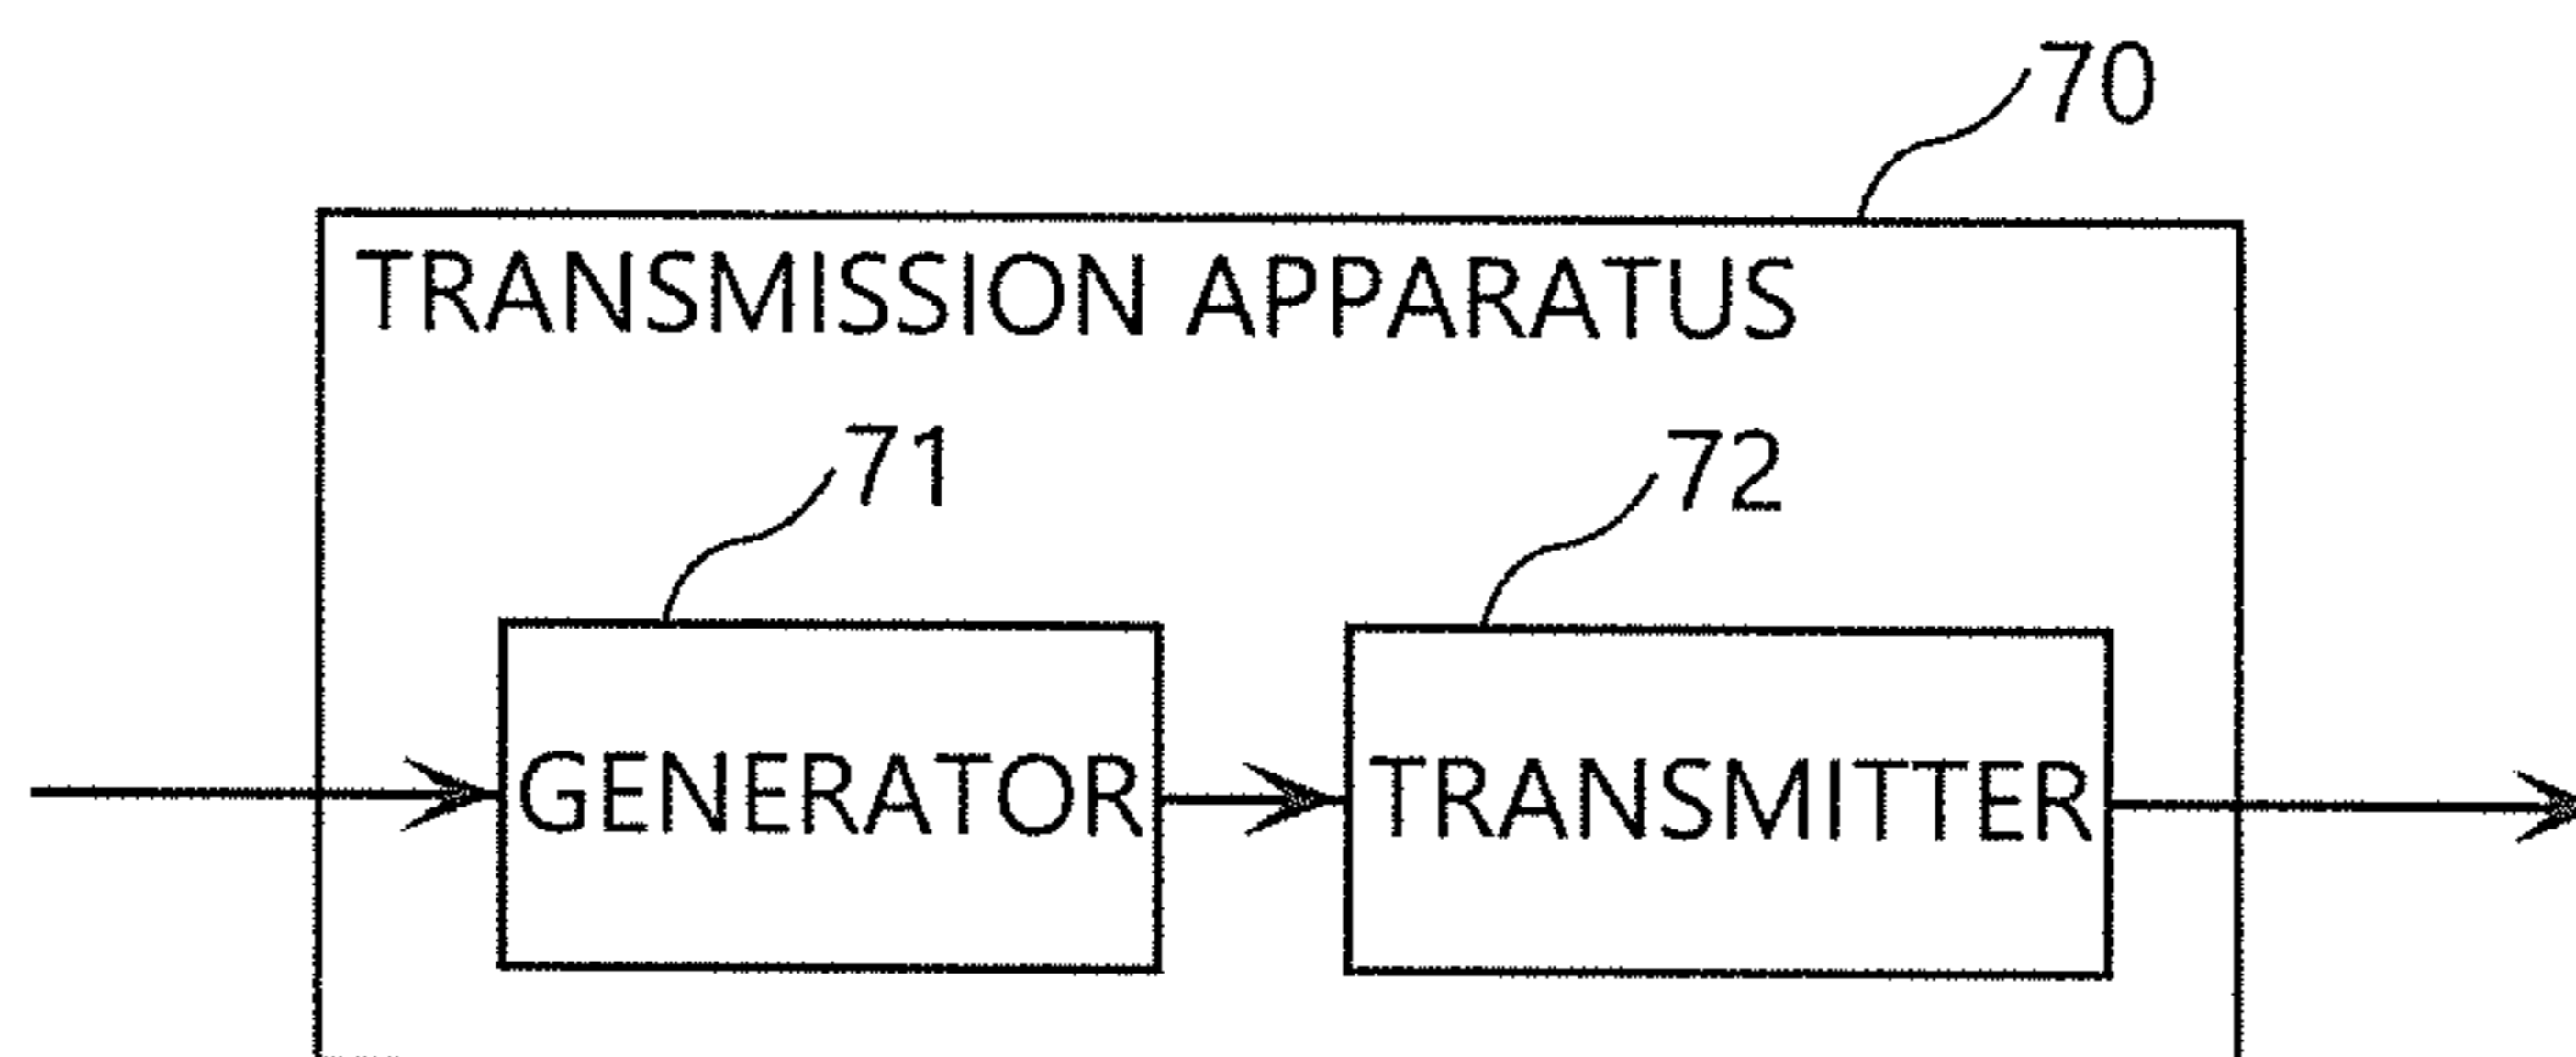 70
TRANSMISSION APPARATUS
71
72
GENERATOR
TRANSMITTER